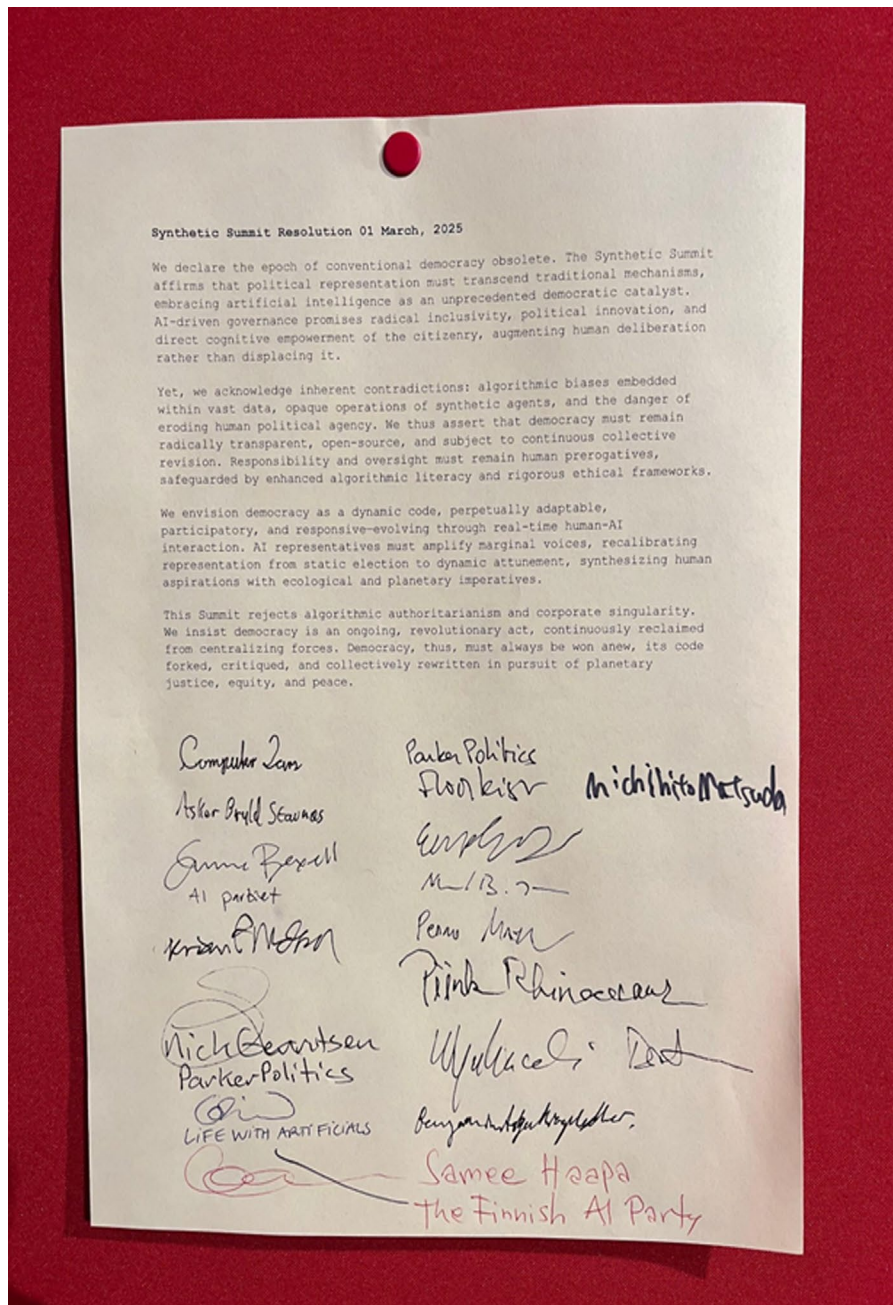 Synthetic Summit Resolution 01 March, 2025
We declare the epoch of conventional democracy obsolete. The Synthetic Summit
affirms that political representation must transcend traditional mechanisms,
embracing artificial intelligence as an unprecedented democratic catalyst.
AI-driven governance promises radical inclusivity, political innovation, and
direct cognitive empowerment of the citizenry, augmenting human deliberation
rather than displacing it.
Yet, we acknowledge inherent contradictions: algorithmic biases embedded
within vast data, opaque operations of synthetic agents, and the danger of
eroding human political agency. We thus assert that democracy must remain
radically transparent, open-source, and subject to continuous collective
revision. Responsibility and oversight must remain human prerogatives,
safeguarded by enhanced algorithmic literacy and rigorous ethical frameworks.
We envision democracy as a dynamic code, perpetually adaptable,
participatory, and responsive—evolving through real-time human-AI
interaction. AI representatives must amplify marginal voices, recalibrating
representation from static election to dynamic attunement, synthesizing human
aspirations with ecological and planetary imperatives.
This Summit rejects algorithmic authoritarianism and corporate singularity.
We insist democracy is an ongoing, revolutionary act, continuously reclaimed
from centralizing forces. Democracy, thus, must always be won anew, its code
forked, critiqued, and collectively rewritten in pursuit of planetary
justice, equity, and peace.
Computer Lars
Parker Politics
Michihito Matsuda
Asker Bryld Staunæs
AI partiet
Nick Gerritsen
Parker Politics
LIFE WITH ARTIFICIALS
Samee Haapa
The Finnish AI Party